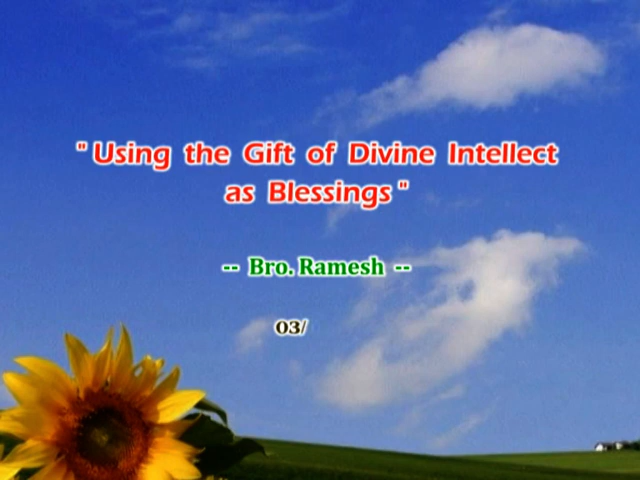 " Using the Gift of Divine Intellect
as Blessings "
-- Bro. Ramesh --
03/